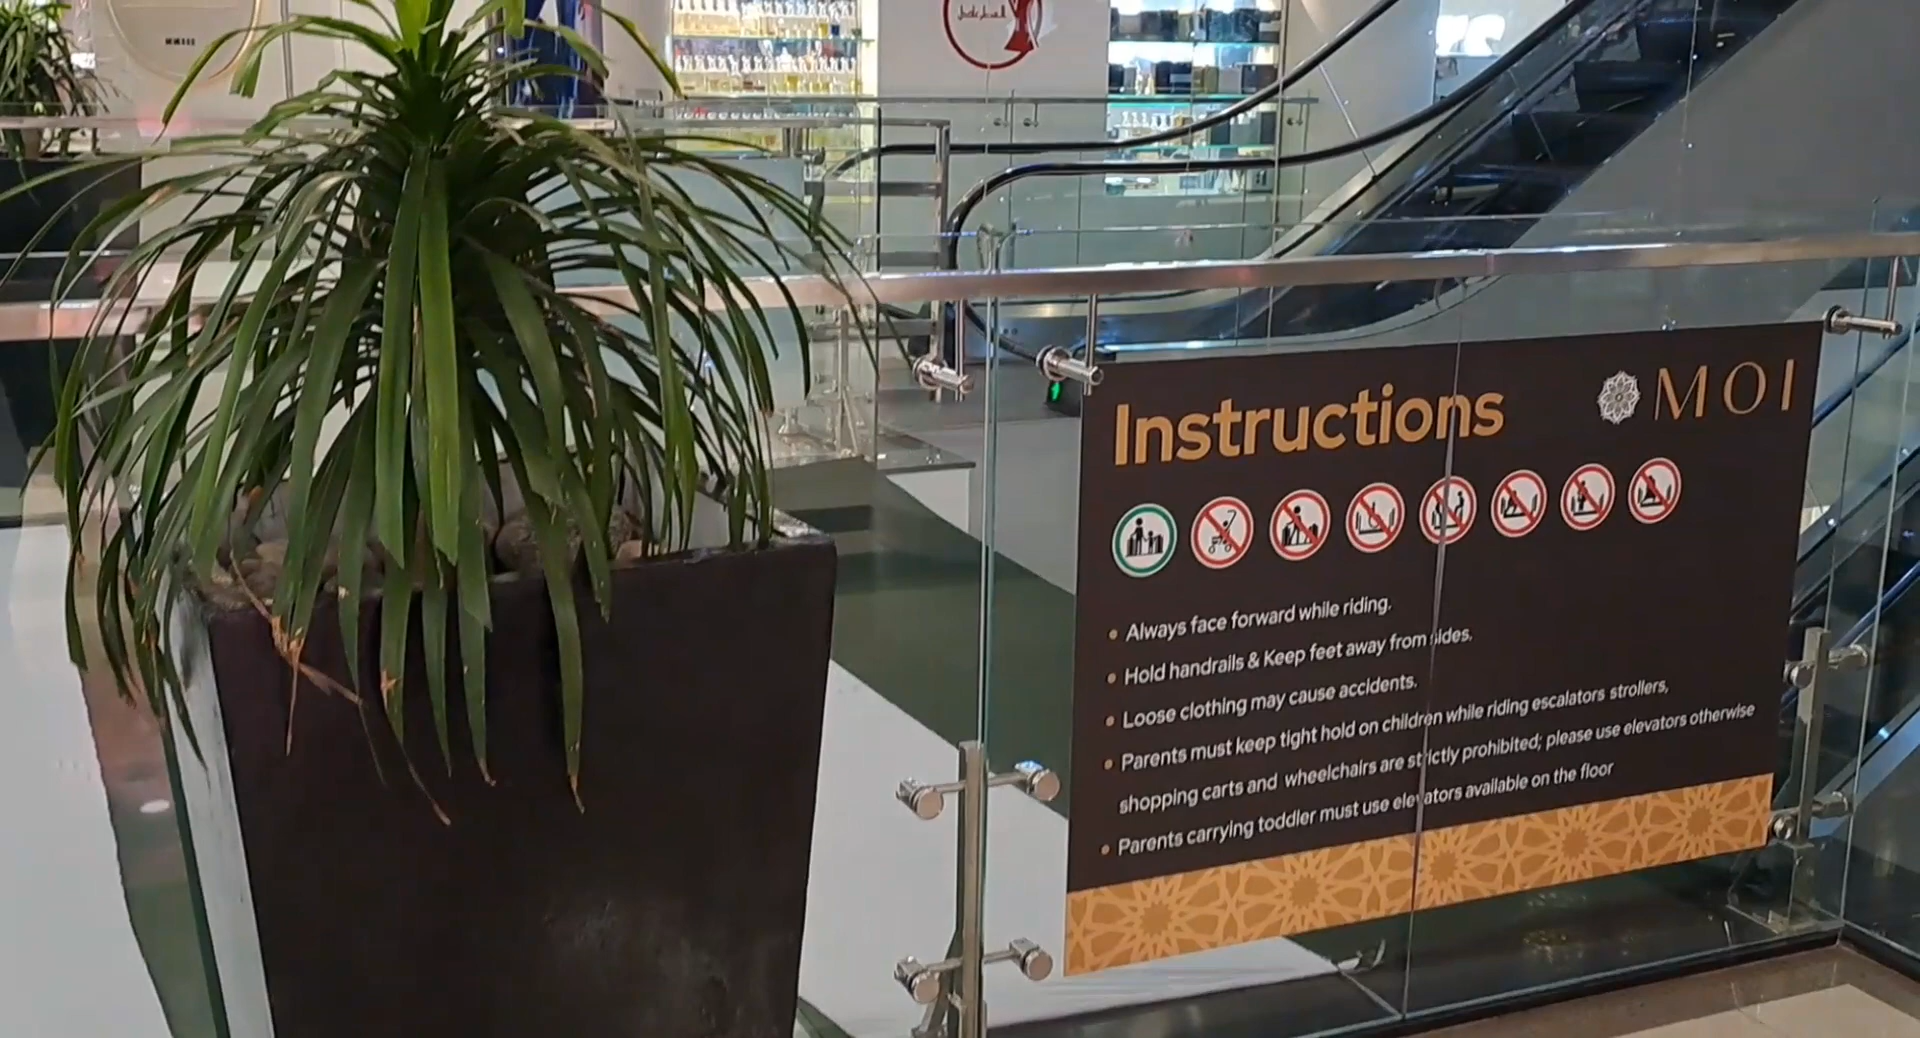 Instructions
MOI
Always face forward while riding.
Hold handrails & Keep feet away from sides.
Loose clothing may cause accidents.
Parents must keep tight hold on children while riding escalators strollers,
shopping carts and wheelchairs are strictly prohibited; please use elevators otherwise
Parents carrying toddler must use elevators available on the floor